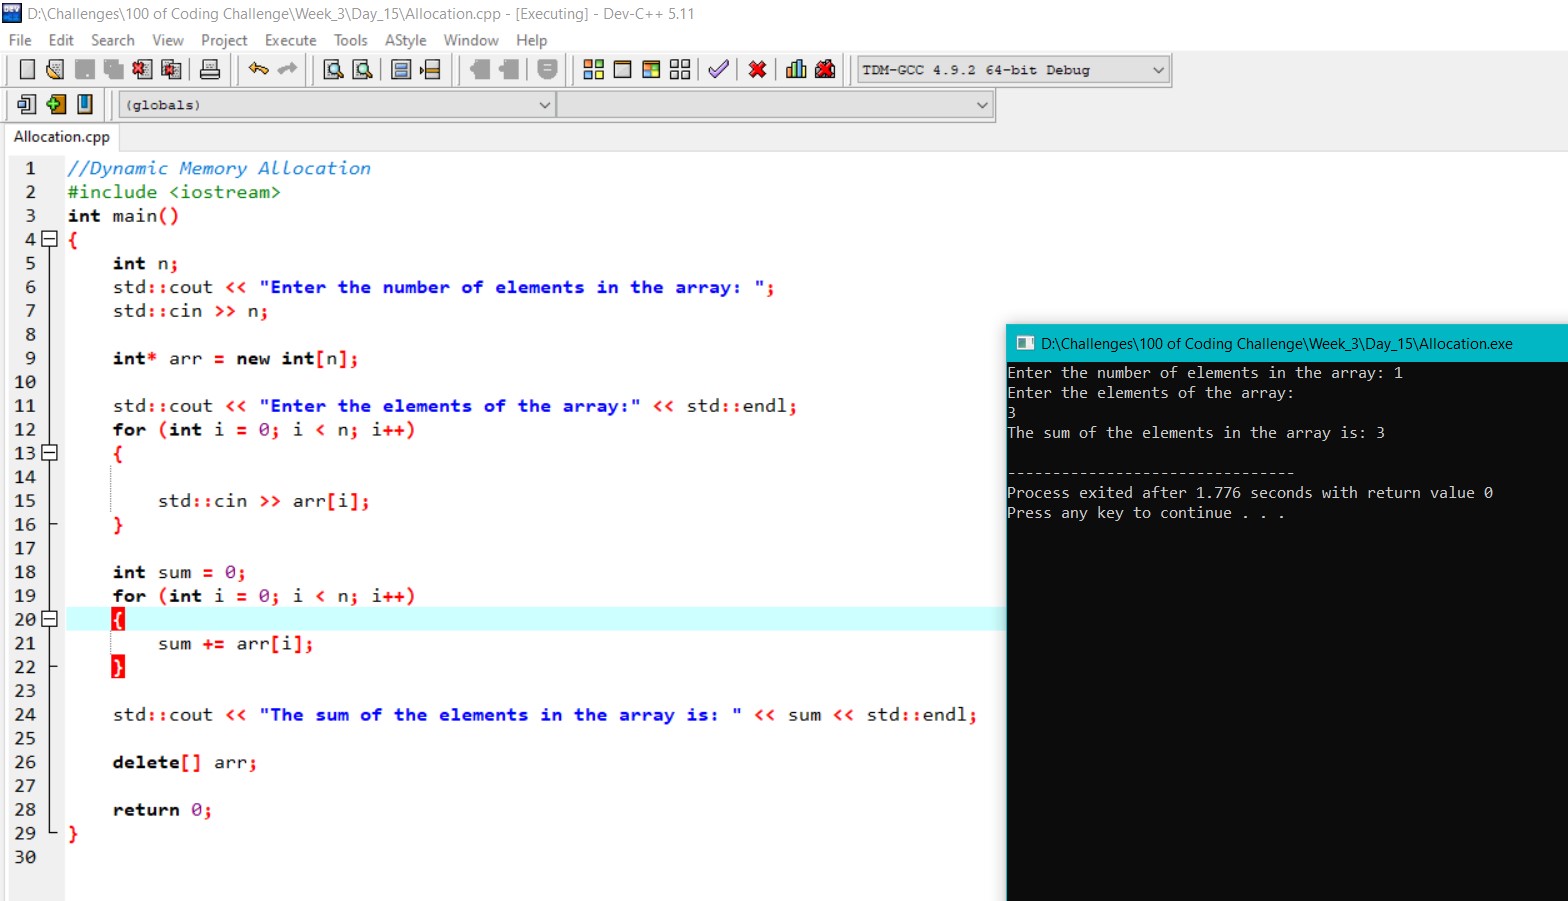 D:\Challenges\100 of Coding Challenge\Week_3\Day_15\Allocation.cpp - [Executing] - Dev-C++ 5.11
File Edit Search View Project Execute Tools AStyle Window Help
TDM-GCC 4.9.2 64-bit Debug
(globals)
Allocation.cpp
1 //Dynamic Memory Allocation
2 #include <iostream>
3 int main()
4 {
5 int n;
6 std::cout << "Enter the number of elements in the array: ";
7 std::cin >> n;
8
9 int* arr = new int[n];
10
11 std::cout << "Enter the elements of the array:" << std::endl;
12 for (int i = 0; i < n; i++)
13 {
14
15 std::cin >> arr[i];
16 }
17
18 int sum = 0;
19 for (int i = 0; i < n; i++)
20 {
21 sum += arr[i];
22 }
23
24 std::cout << "The sum of the elements in the array is: " << sum << std::endl;
25
26 delete[] arr;
27
28 return 0;
29 }
30
D:\Challenges\100 of Coding Challenge\Week_3\Day_15\Allocation.exe
Enter the number of elements in the array: 1
Enter the elements of the array:
3
The sum of the elements in the array is: 3
--------------------------------
Process exited after 1.776 seconds with return value 0
Press any key to continue . . .